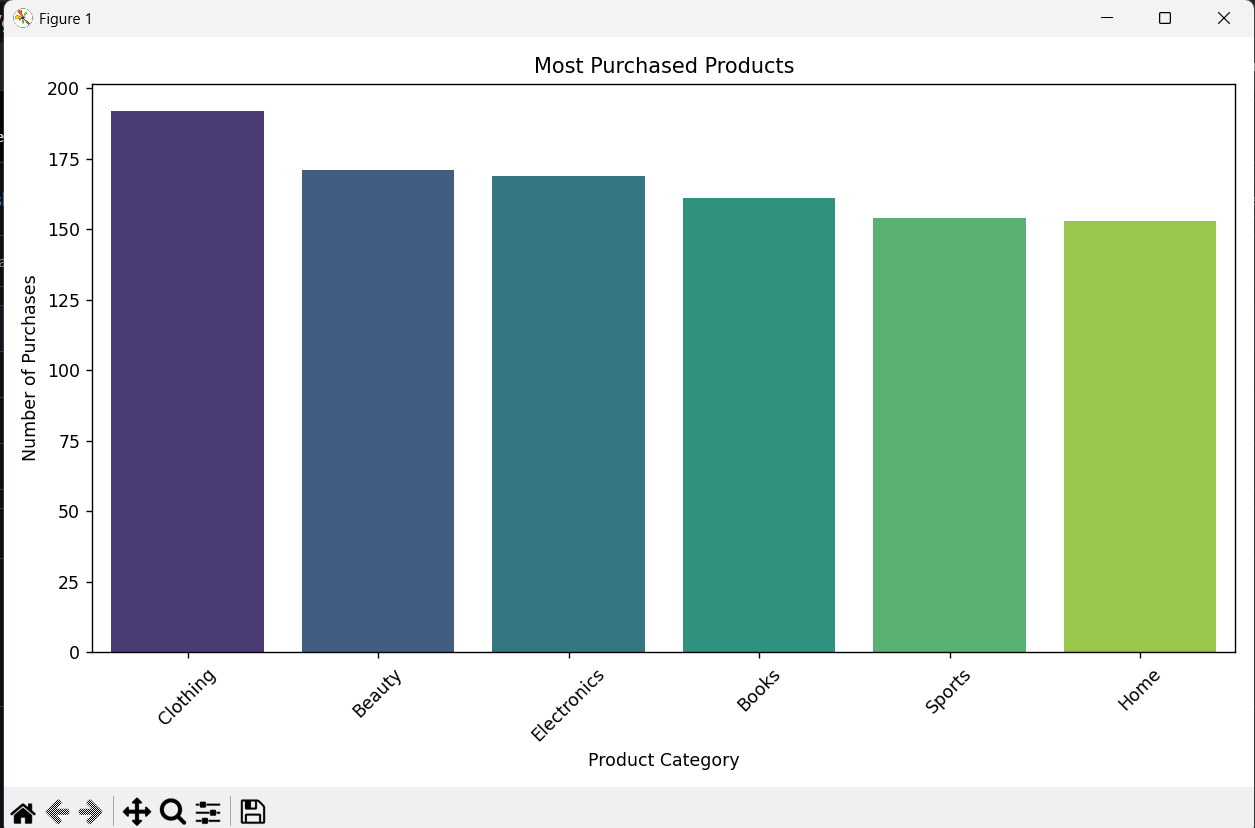 Figure 1
Most Purchased Products
200
175
150
125
100
75
50
25
0
Number of Purchases
Clothing
Beauty
Electronics
Books
Sports
Home
Product Category